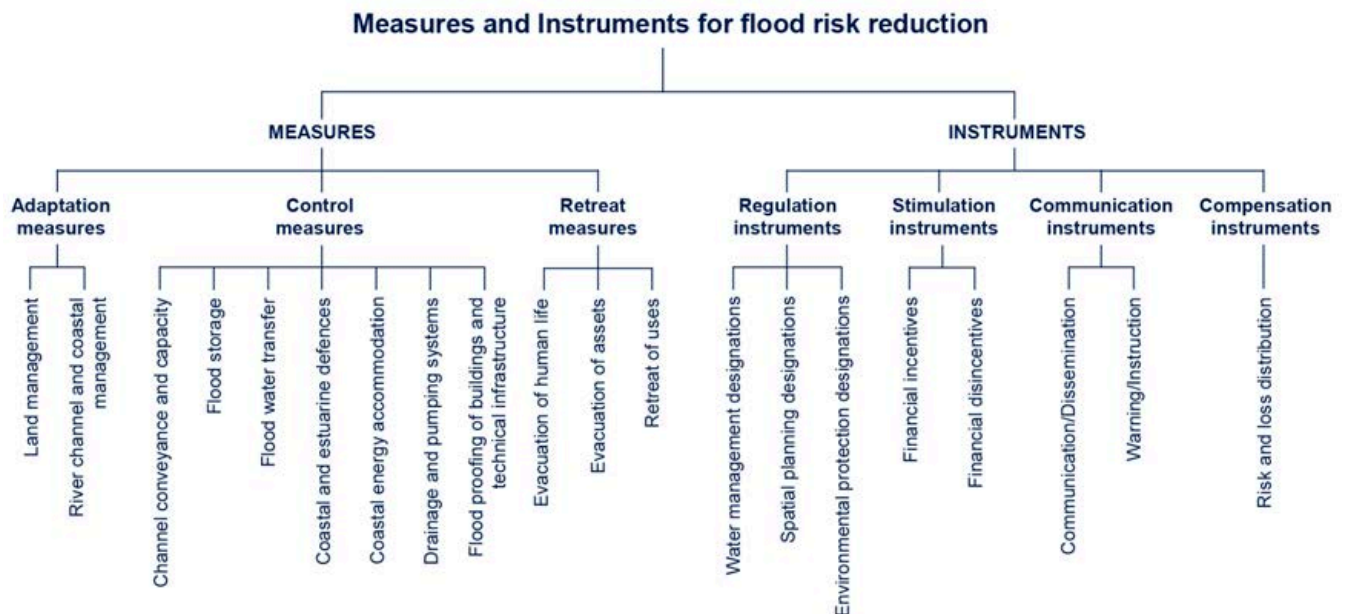 Measures and Instruments for flood risk reduction
MEASURES
INSTRUMENTS
Adaptation
measures
Control
measures
Retreat
measures
Regulation
instruments
Stimulation
instruments
Communication
instruments
Compensation
instruments
Land management
River channel and coastal
management
Channel conveyance and capacity
Flood storage
Flood water transfer
Coastal and estuarine defences
Coastal energy accommodation
Drainage and pumping systems
Flood proofing of buildings and
technical infrastructure
Evacuation of human life
Evacuation of assets
Retreat of uses
Water management designations
Spatial planning designations
Environmental protection designations
Financial incentives
Financial disincentives
Communication/Dissemination
Warning/Instruction
Risk and loss distribution